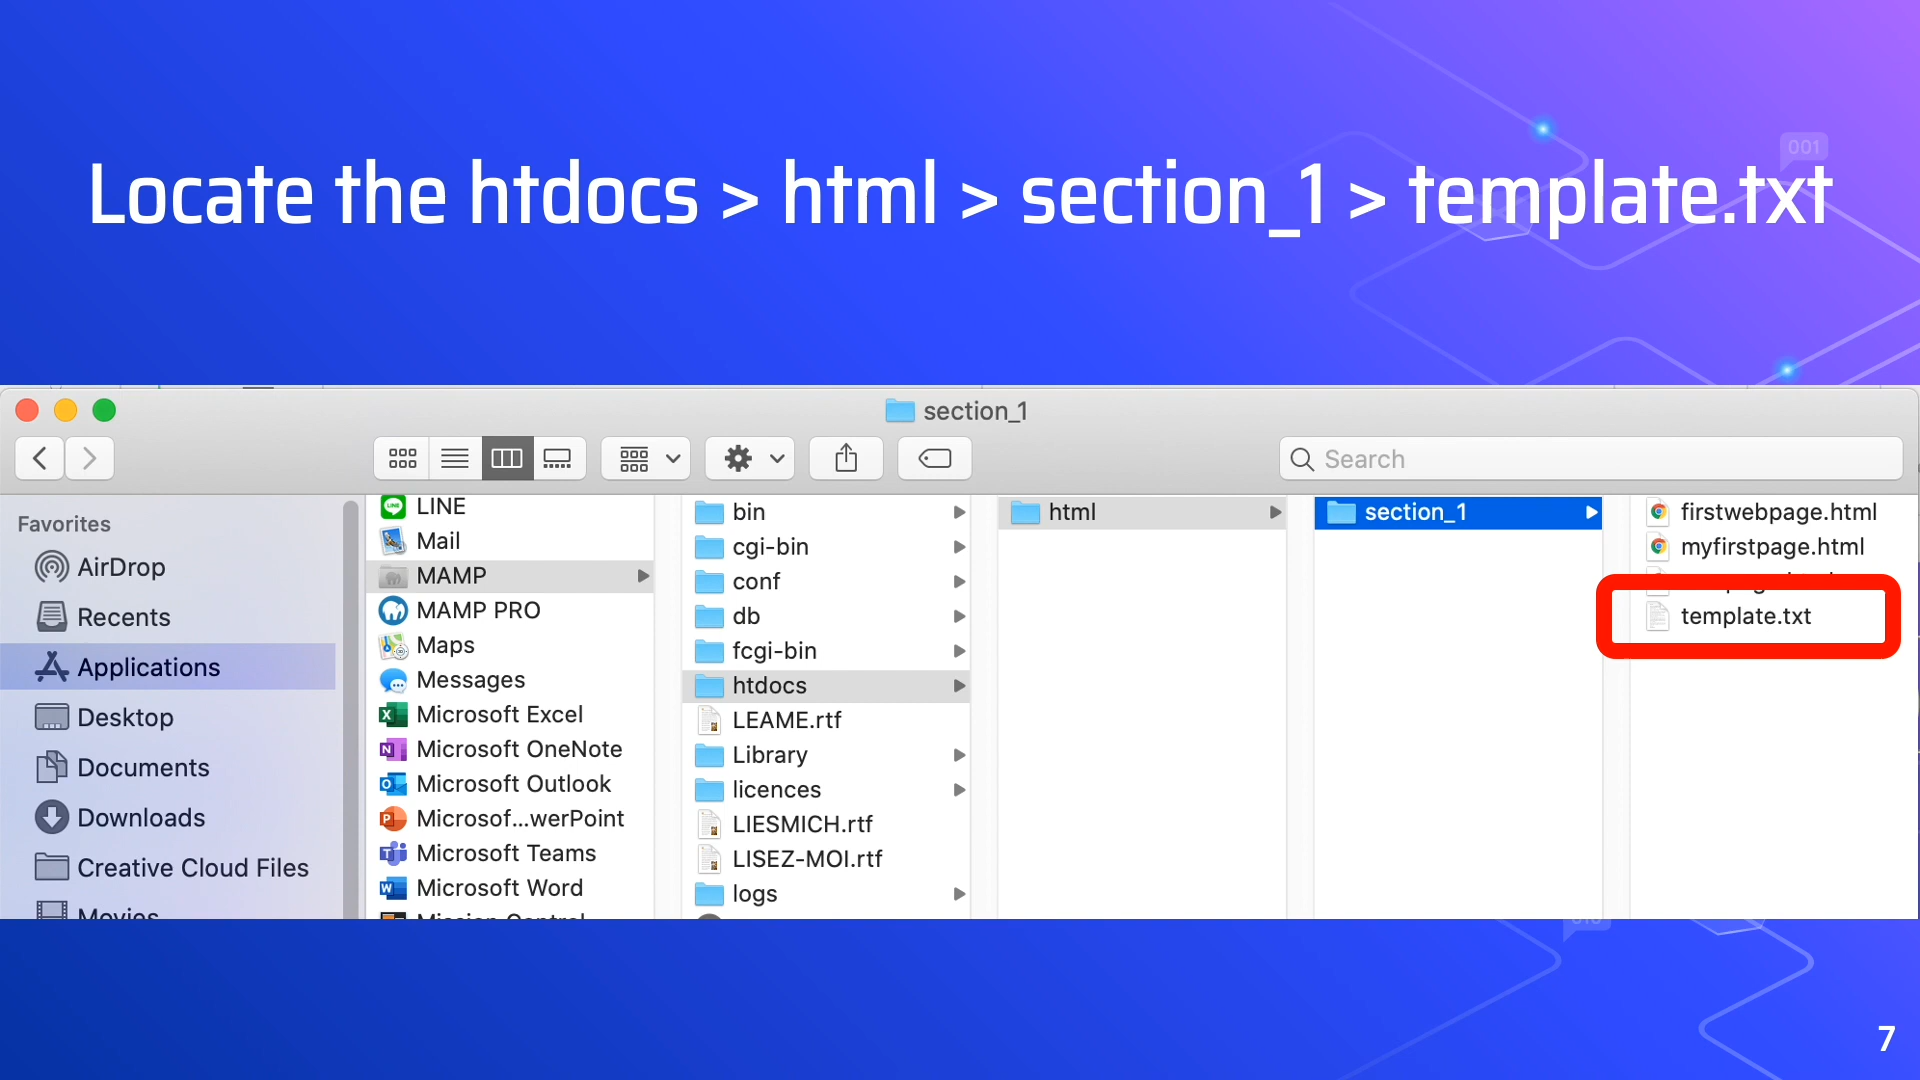 Locate the htdocs > html > section_1 > template.txt
001
section_1
Search
Favorites
AirDrop
Recents
Applications
Desktop
Documents
Downloads
Creative Cloud Files
Movies
LINE
Mail
MAMP
MAMP PRO
Maps
Messages
Microsoft Excel
Microsoft OneNote
Microsoft Outlook
Microsof...werPoint
Microsoft Teams
Microsoft Word
Mission Control
bin
cgi-bin
conf
db
fcgi-bin
htdocs
LEAME.rtf
Library
licences
LIESMICH.rtf
LISEZ-MOI.rtf
logs
html
section_1
firstwebpage.html
myfirstpage.html
template.txt
7